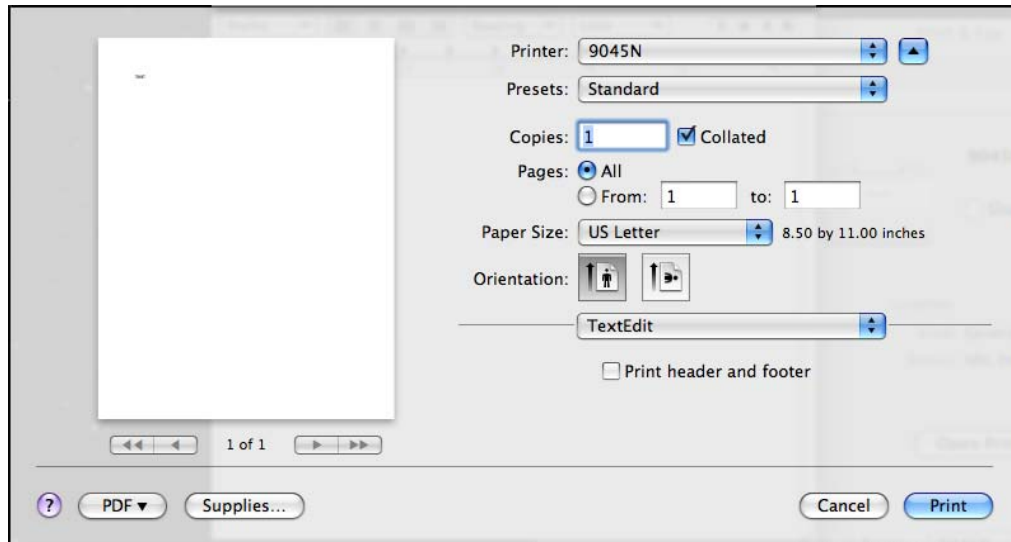 Printer: 9045N
Presets: Standard
Copies: 1 Collated
Pages: All
From: 1 to: 1
Paper Size: US Letter 8.50 by 11.00 inches
Orientation:
TextEdit
Print header and footer
1 of 1
? PDF Supplies... Cancel Print